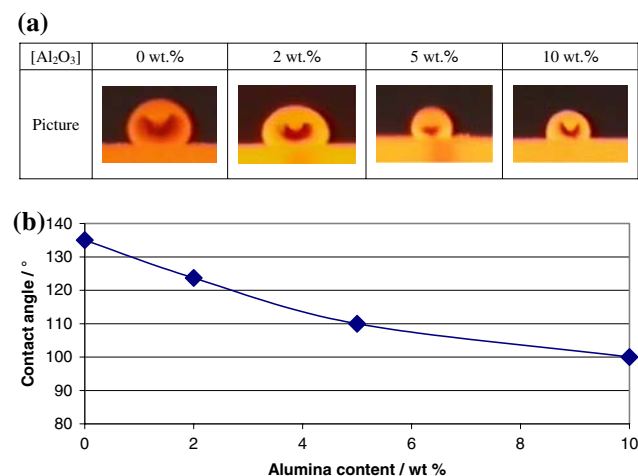 (a)
[Al₂O₃] 0 wt.% 2 wt.% 5 wt.% 10 wt.%
Picture
(b)
140
130
120
110
100
90
80
Contact angle / °
0 2 4 6 8 10
Alumina content / wt %